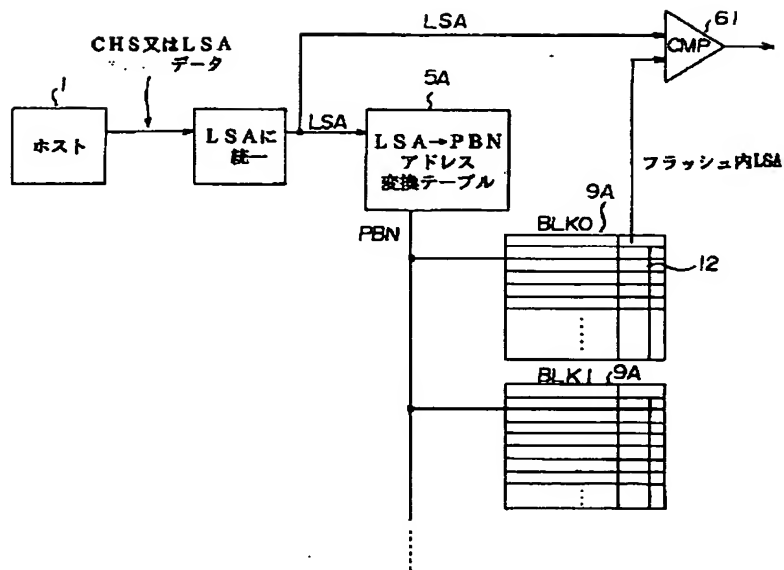 LSA
61
CMP
CHS又はLSA
データ
1
ホスト
LSAに
統一
LSA
5A
LSA→PBN
アドレス
変換テーブル
フラッシュ内LSA
PBN
BLK0
9A
12
BLK1
9A